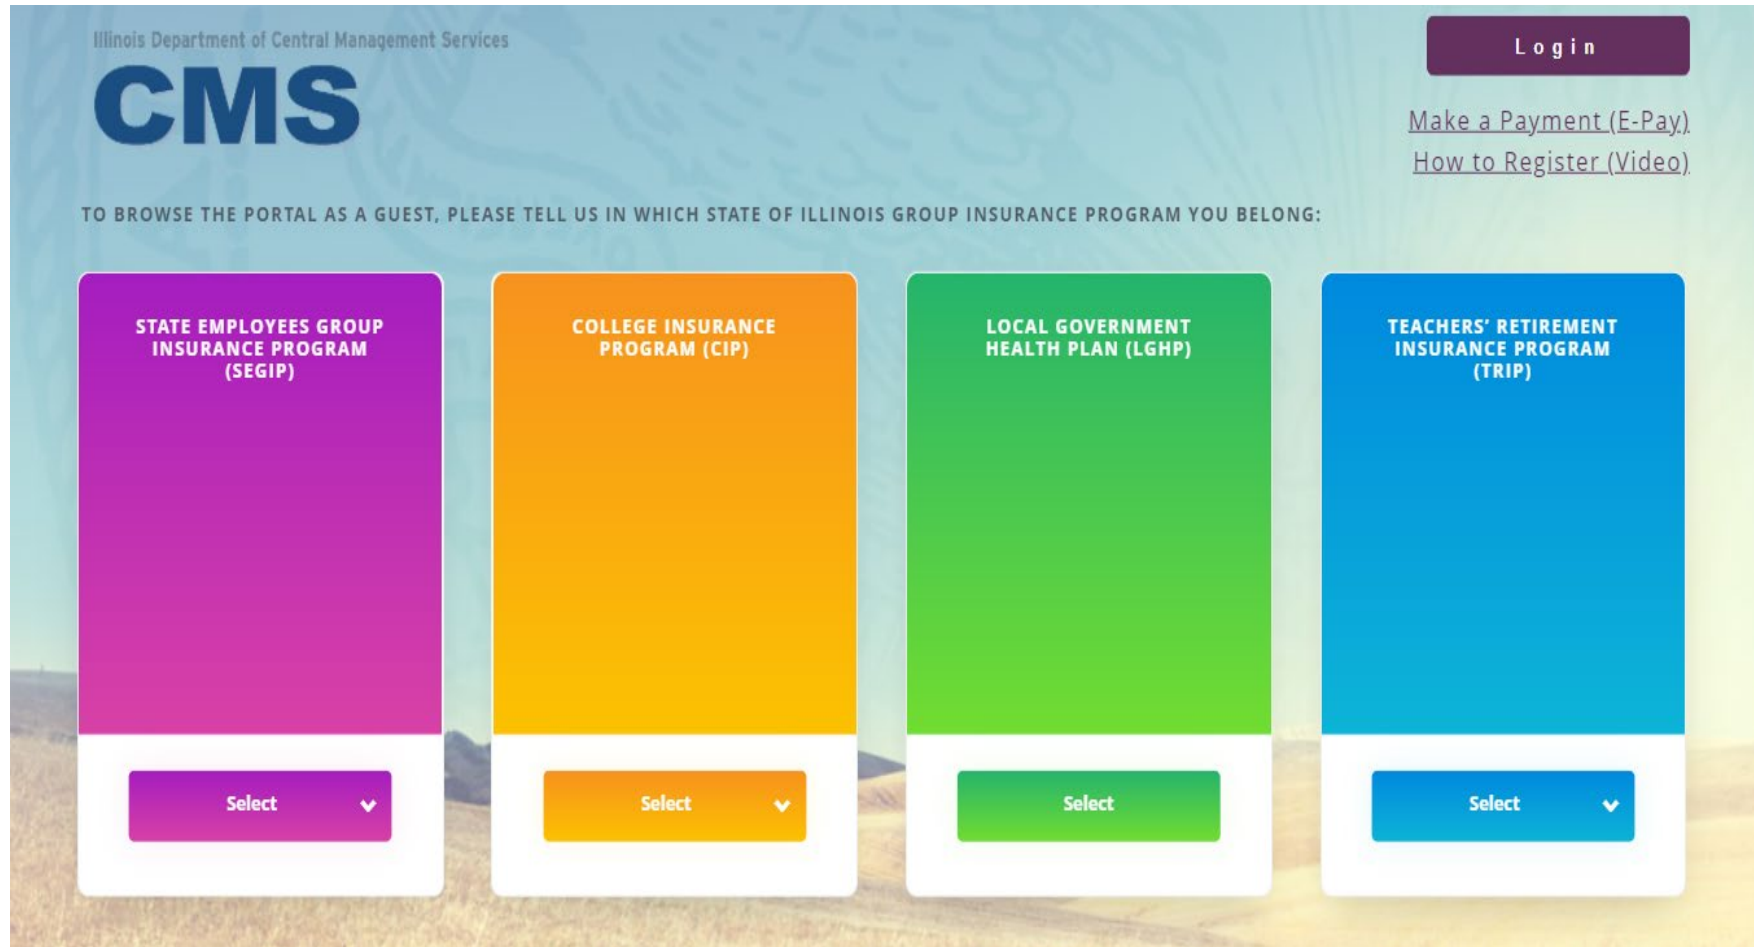 Illinois Department of Central Management Services
CMS
Login
Make a Payment (E-Pay)
How to Register (Video)
TO BROWSE THE PORTAL AS A GUEST, PLEASE TELL US IN WHICH STATE OF ILLINOIS GROUP INSURANCE PROGRAM YOU BELONG:
STATE EMPLOYEES GROUP
INSURANCE PROGRAM
(SEGIP)
Select
COLLEGE INSURANCE
PROGRAM (CIP)
Select
LOCAL GOVERNMENT
HEALTH PLAN (LGHP)
Select
TEACHERS’ RETIREMENT
INSURANCE PROGRAM
(TRIP)
Select